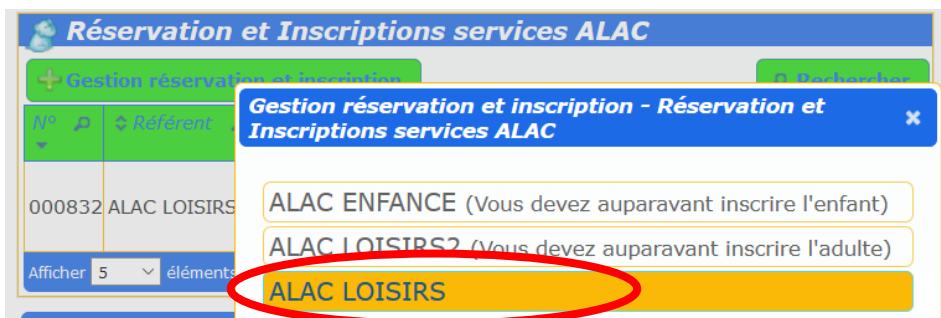 Réservation et Inscriptions services ALAC
Gestion réservation et inscription
Rechercher
N° Référent
Gestion réservation et inscription - Réservation et
Inscriptions services ALAC
000832 ALAC LOISIRS
ALAC ENFANCE (Vous devez auparavant inscrire l'enfant)
ALAC LOISIRS2 (Vous devez auparavant inscrire l'adulte)
Afficher 5 éléments
ALAC LOISIRS